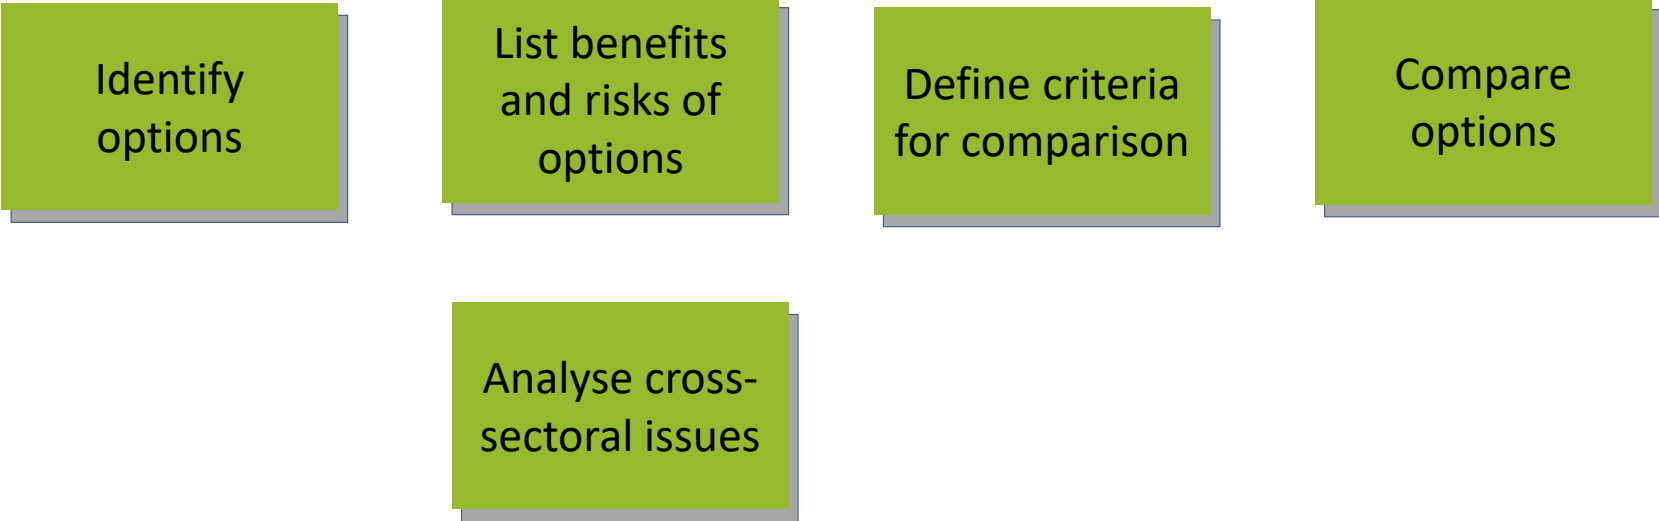 Identify
options
List benefits
and risks of
options
Define criteria
for comparison
Compare
options
Analyse cross-
sectoral issues